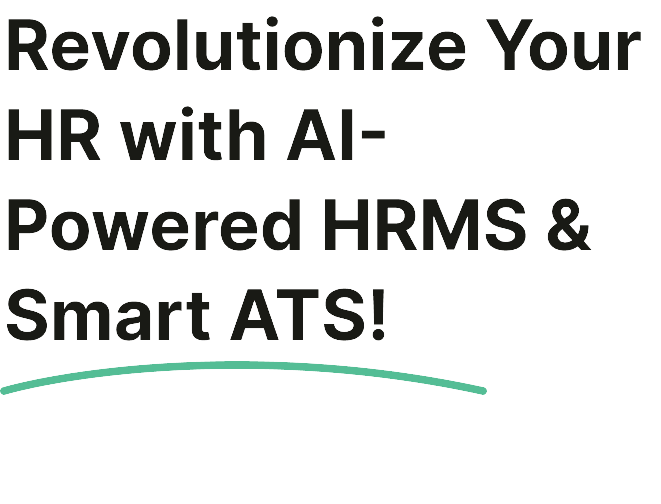 Revolutionize Your
HR with AI-
Powered HRMS &
Smart ATS!